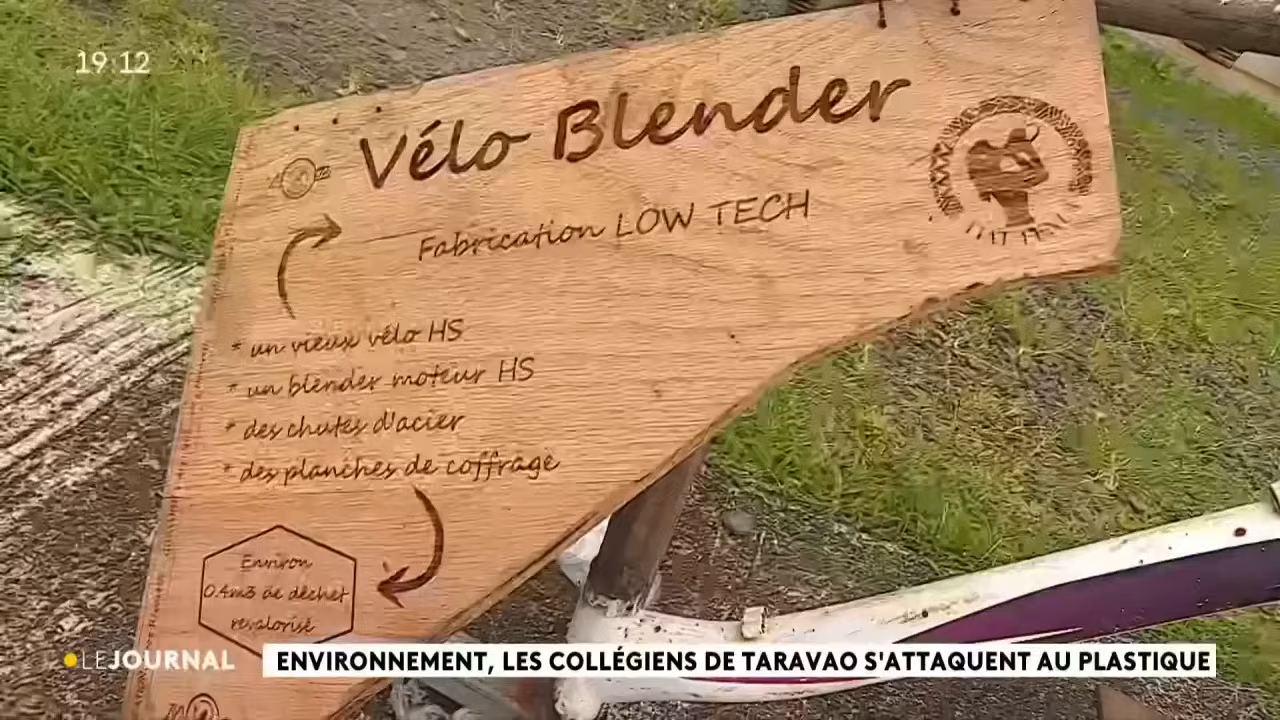 19:12
Vélo Blender
Fabrication LOW TECH
* un vieux vélo HS
* un blender moteur HS
* des chutes d'acier
* des planches de coffrage
Environ
0.4m3 de déchet
revalorisé
LEJOURNAL
ENVIRONNEMENT, LES COLLÉGIENS DE TARAVAO S'ATTAQUENT AU PLASTIQUE